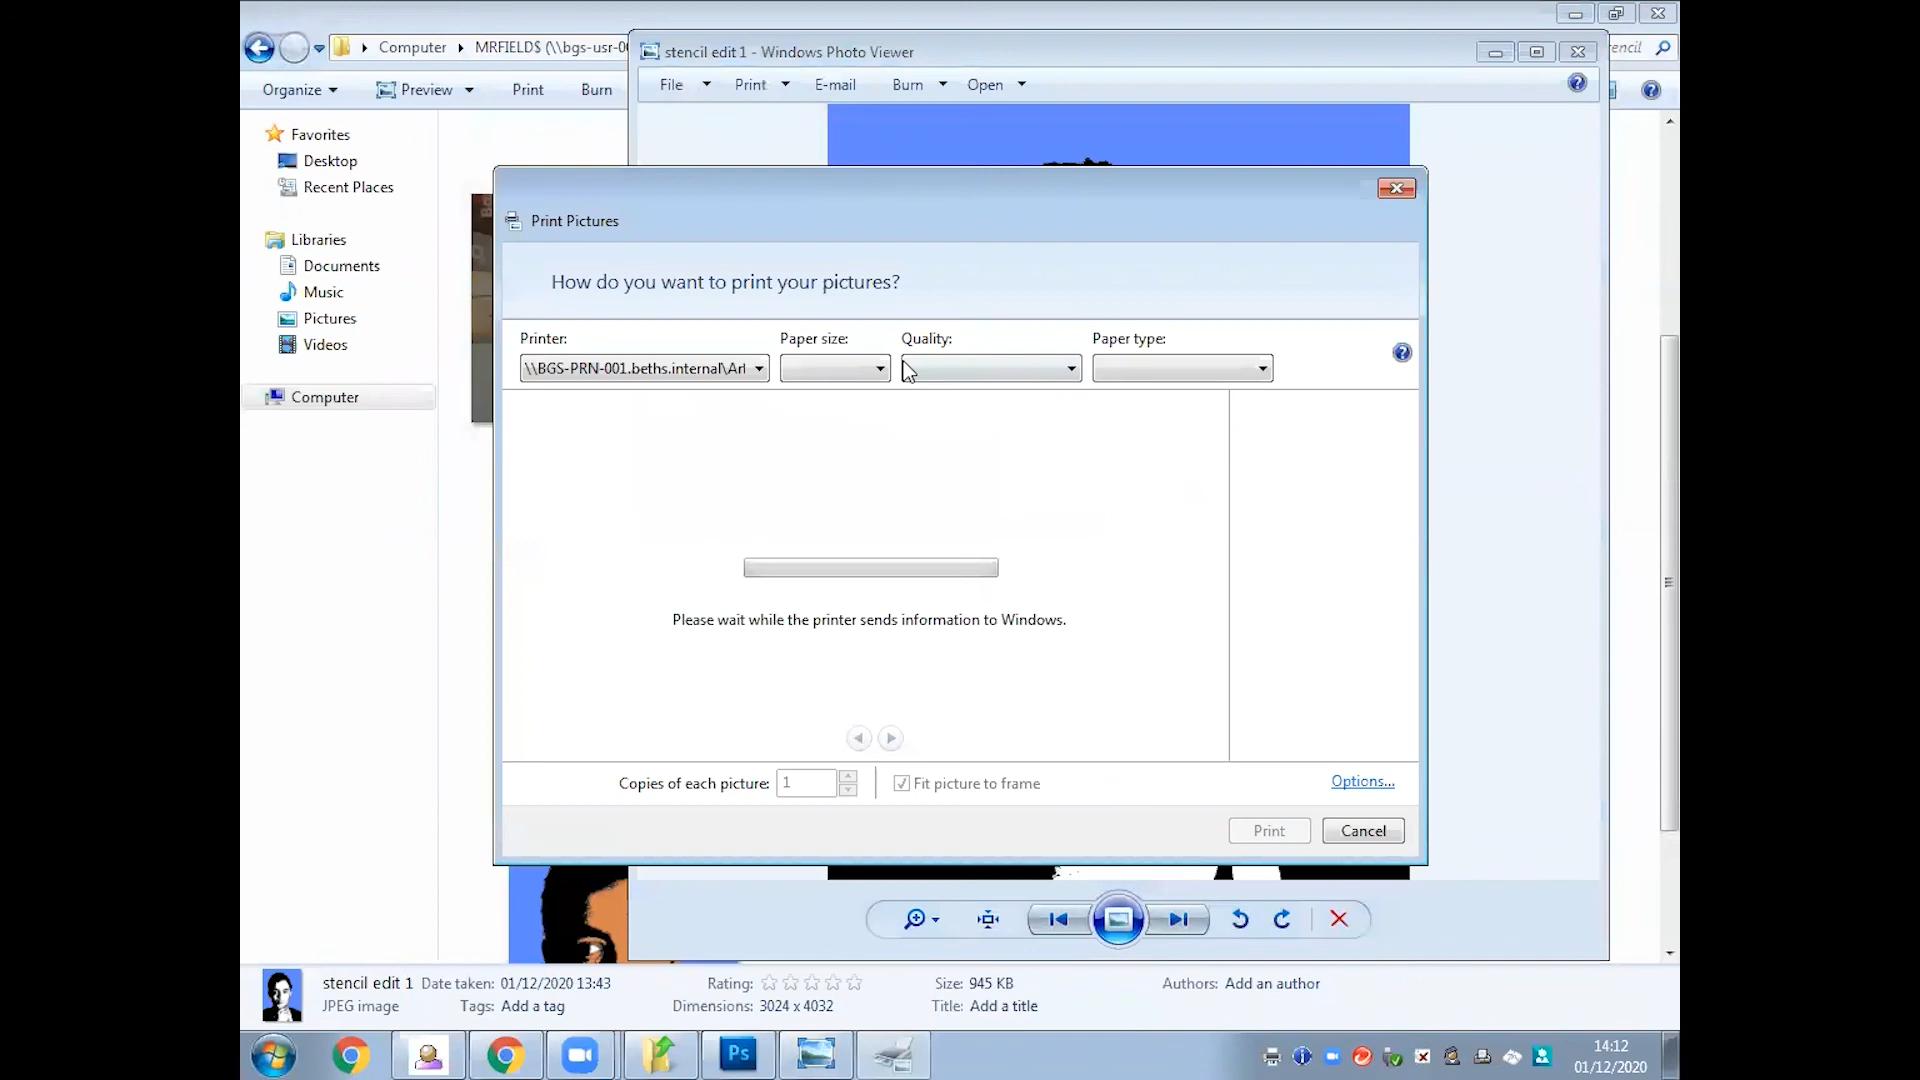 Computer
MRFIELD$ (\\bgs-usr-0
stencil edit 1 - Windows Photo Viewer
encil
Organize
Preview
Print
Burn
File
Print
E-mail
Burn
Open
Favorites
Desktop
Recent Places
Libraries
Documents
Music
Pictures
Videos
Computer
Print Pictures
How do you want to print your pictures?
Printer:
Paper size:
Quality:
Paper type:
\\BGS-PRN-001.beths.internal\Art
Please wait while the printer sends information to Windows.
Copies of each picture:
1
Fit picture to frame
Options...
Print
Cancel
stencil edit 1
Date taken: 01/12/2020 13:43
Rating:
Size: 945 KB
Authors: Add an author
JPEG image
Tags: Add a tag
Dimensions: 3024 x 4032
Title: Add a title
Ps
14:12
01/12/2020